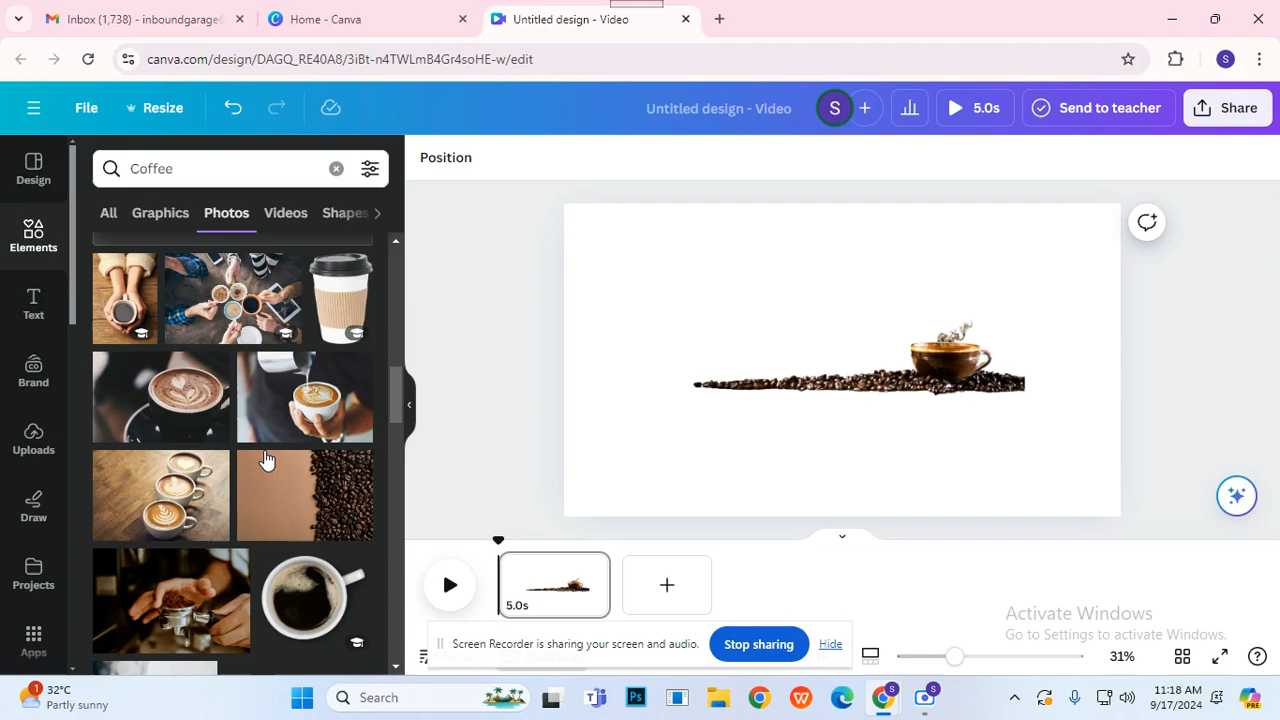 Inbox (1,738) - inboundgarage@
Home - Canva
Untitled design - Video
canva.com/design/DAGQ_RE40A8/3iBt-n4TWLmB4Gr4soHE-w/edit
S
File
Resize
Untitled design - Video
S
5.0s
Send to teacher
Share
Design
Elements
Text
Brand
Uploads
Draw
Projects
Apps
Coffee
All
Graphics
Photos
Videos
Shapes
Position
5.0s
Screen Recorder is sharing your screen and audio.
Stop sharing
Hide
Activate Windows
Go to Settings to activate Windows.
31%
1
32°C
Partly sunny
Search
11:18 AM
9/17/2024